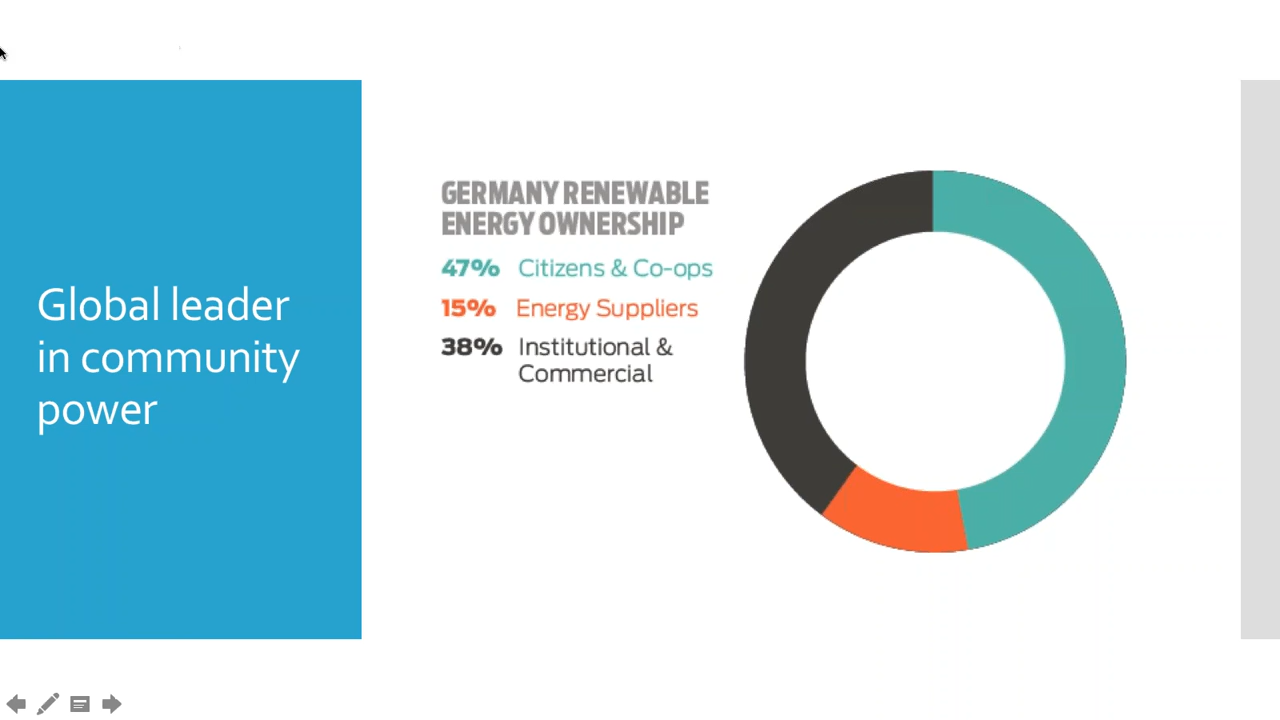 Global leader
in community
power
GERMANY RENEWABLE
ENERGY OWNERSHIP
47% Citizens & Co-ops
15% Energy Suppliers
38% Institutional &
Commercial